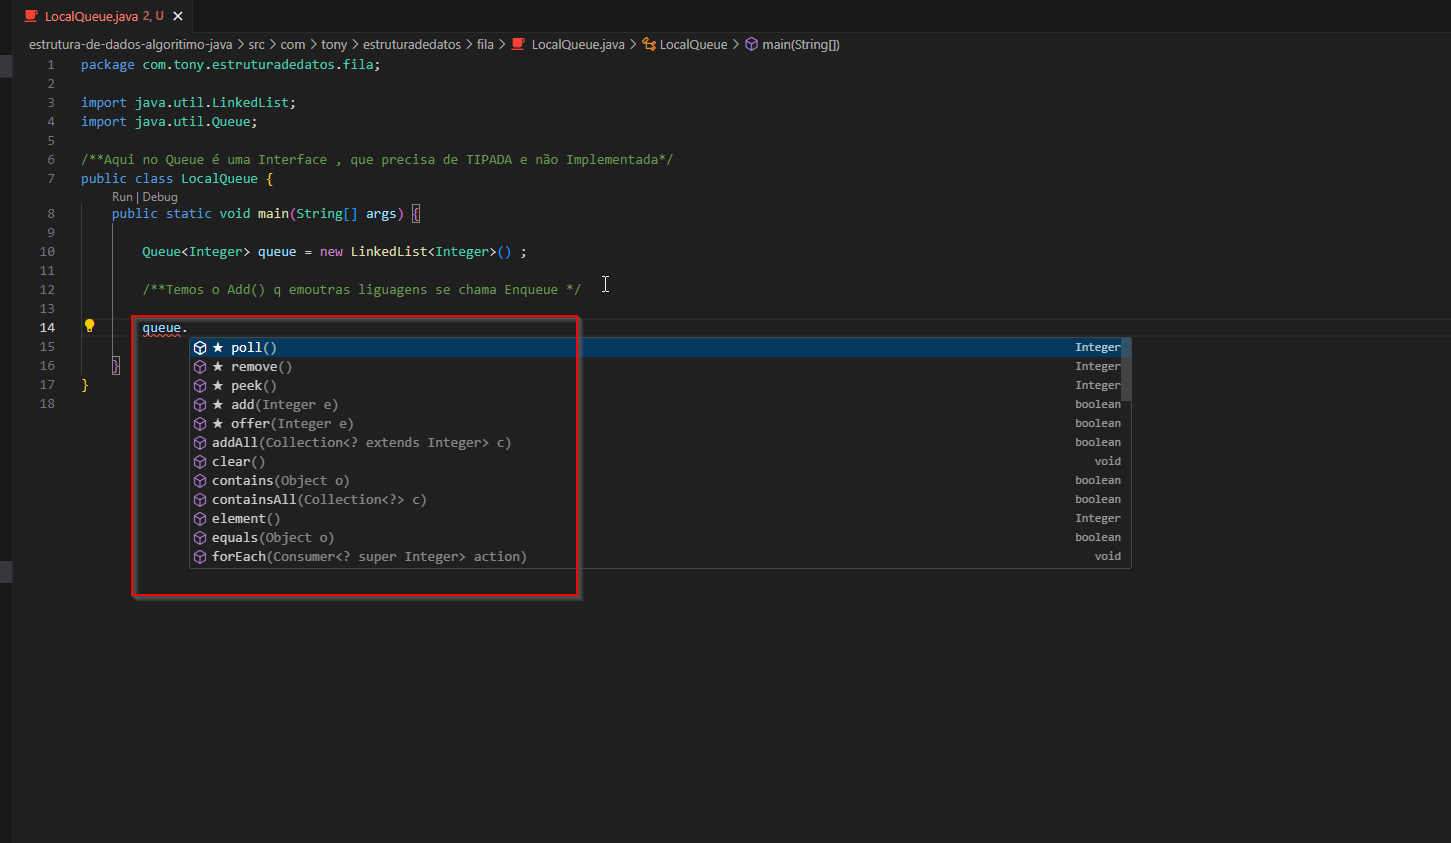 LocalQueue.java 2, U
estrutura-de-dados-algoritimo-java > src > com > tony > estruturadedatos > fila > LocalQueue.java > LocalQueue > main(String[])
1 package com.tony.estruturadedatos.fila;
2
3 import java.util.LinkedList;
4 import java.util.Queue;
5
6 /**Aqui no Queue é uma Interface , que precisa de TIPADA e não Implementada*/
7 public class LocalQueue {
Run | Debug
8 public static void main(String[] args) {
9
10 Queue<Integer> queue = new LinkedList<Integer>() ;
11
12 /**Temos o Add() q emoutras liguagens se chama Enqueue */
13
14 queue.
15 ★ poll() Integer
★ remove() Integer
16 }
17 }
★ peek() Integer
18 ★ add(Integer e) boolean
★ offer(Integer e) boolean
addAll(Collection<? extends Integer> c) boolean
clear() void
contains(Object o) boolean
containsAll(Collection<?> c) boolean
element() Integer
equals(Object o) boolean
forEach(Consumer<? super Integer> action) void